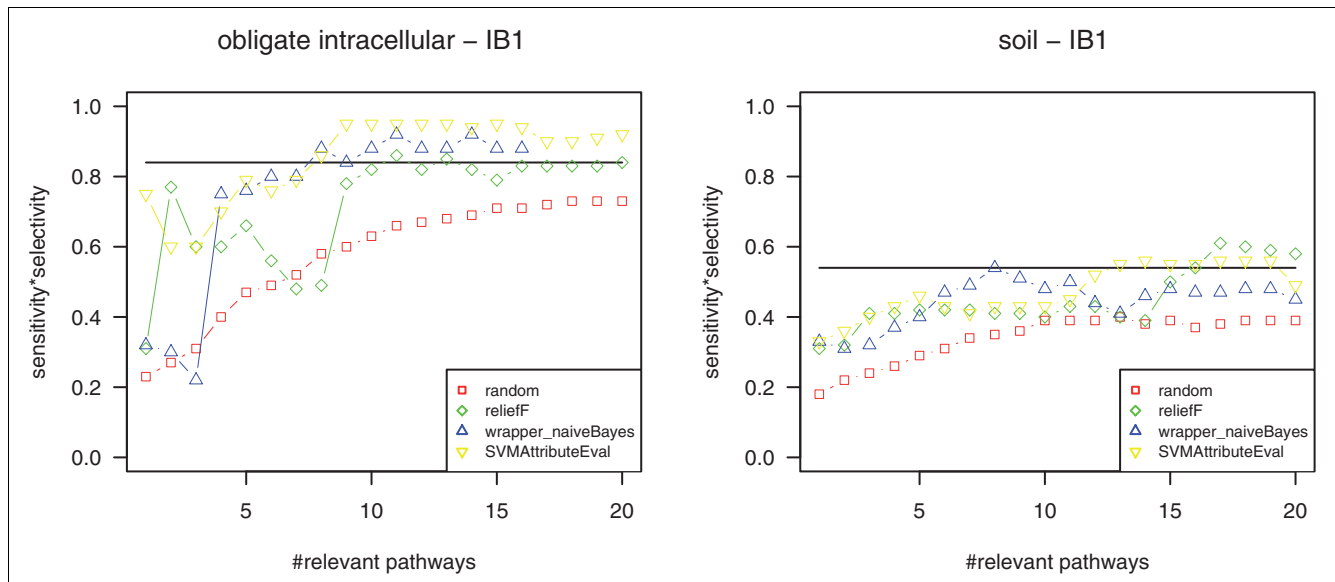 obligate intracellular – IB1
sensitivity*selectivity
1.0
0.8
0.6
0.4
0.2
0.0
random
reliefF
wrapper_naiveBayes
SVMAttributeEval
5
10
15
20
#relevant pathways
soil – IB1
sensitivity*selectivity
1.0
0.8
0.6
0.4
0.2
0.0
random
reliefF
wrapper_naiveBayes
SVMAttributeEval
5
10
15
20
#relevant pathways